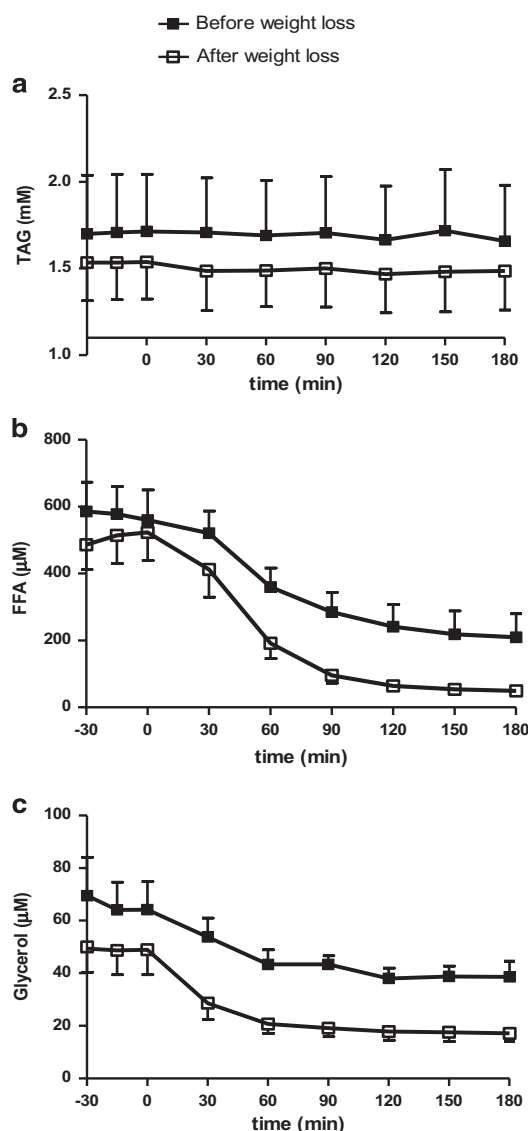 Before weight loss
After weight loss
a
2.5
2.0
1.5
1.0
TAG (mM)
0 30 60 90 120 150 180
time (min)
b
800
600
400
200
0
FFA (µM)
-30 0 30 60 90 120 150 180
time (min)
c
100
80
60
40
20
0
Glycerol (µM)
-30 0 30 60 90 120 150 180
time (min)